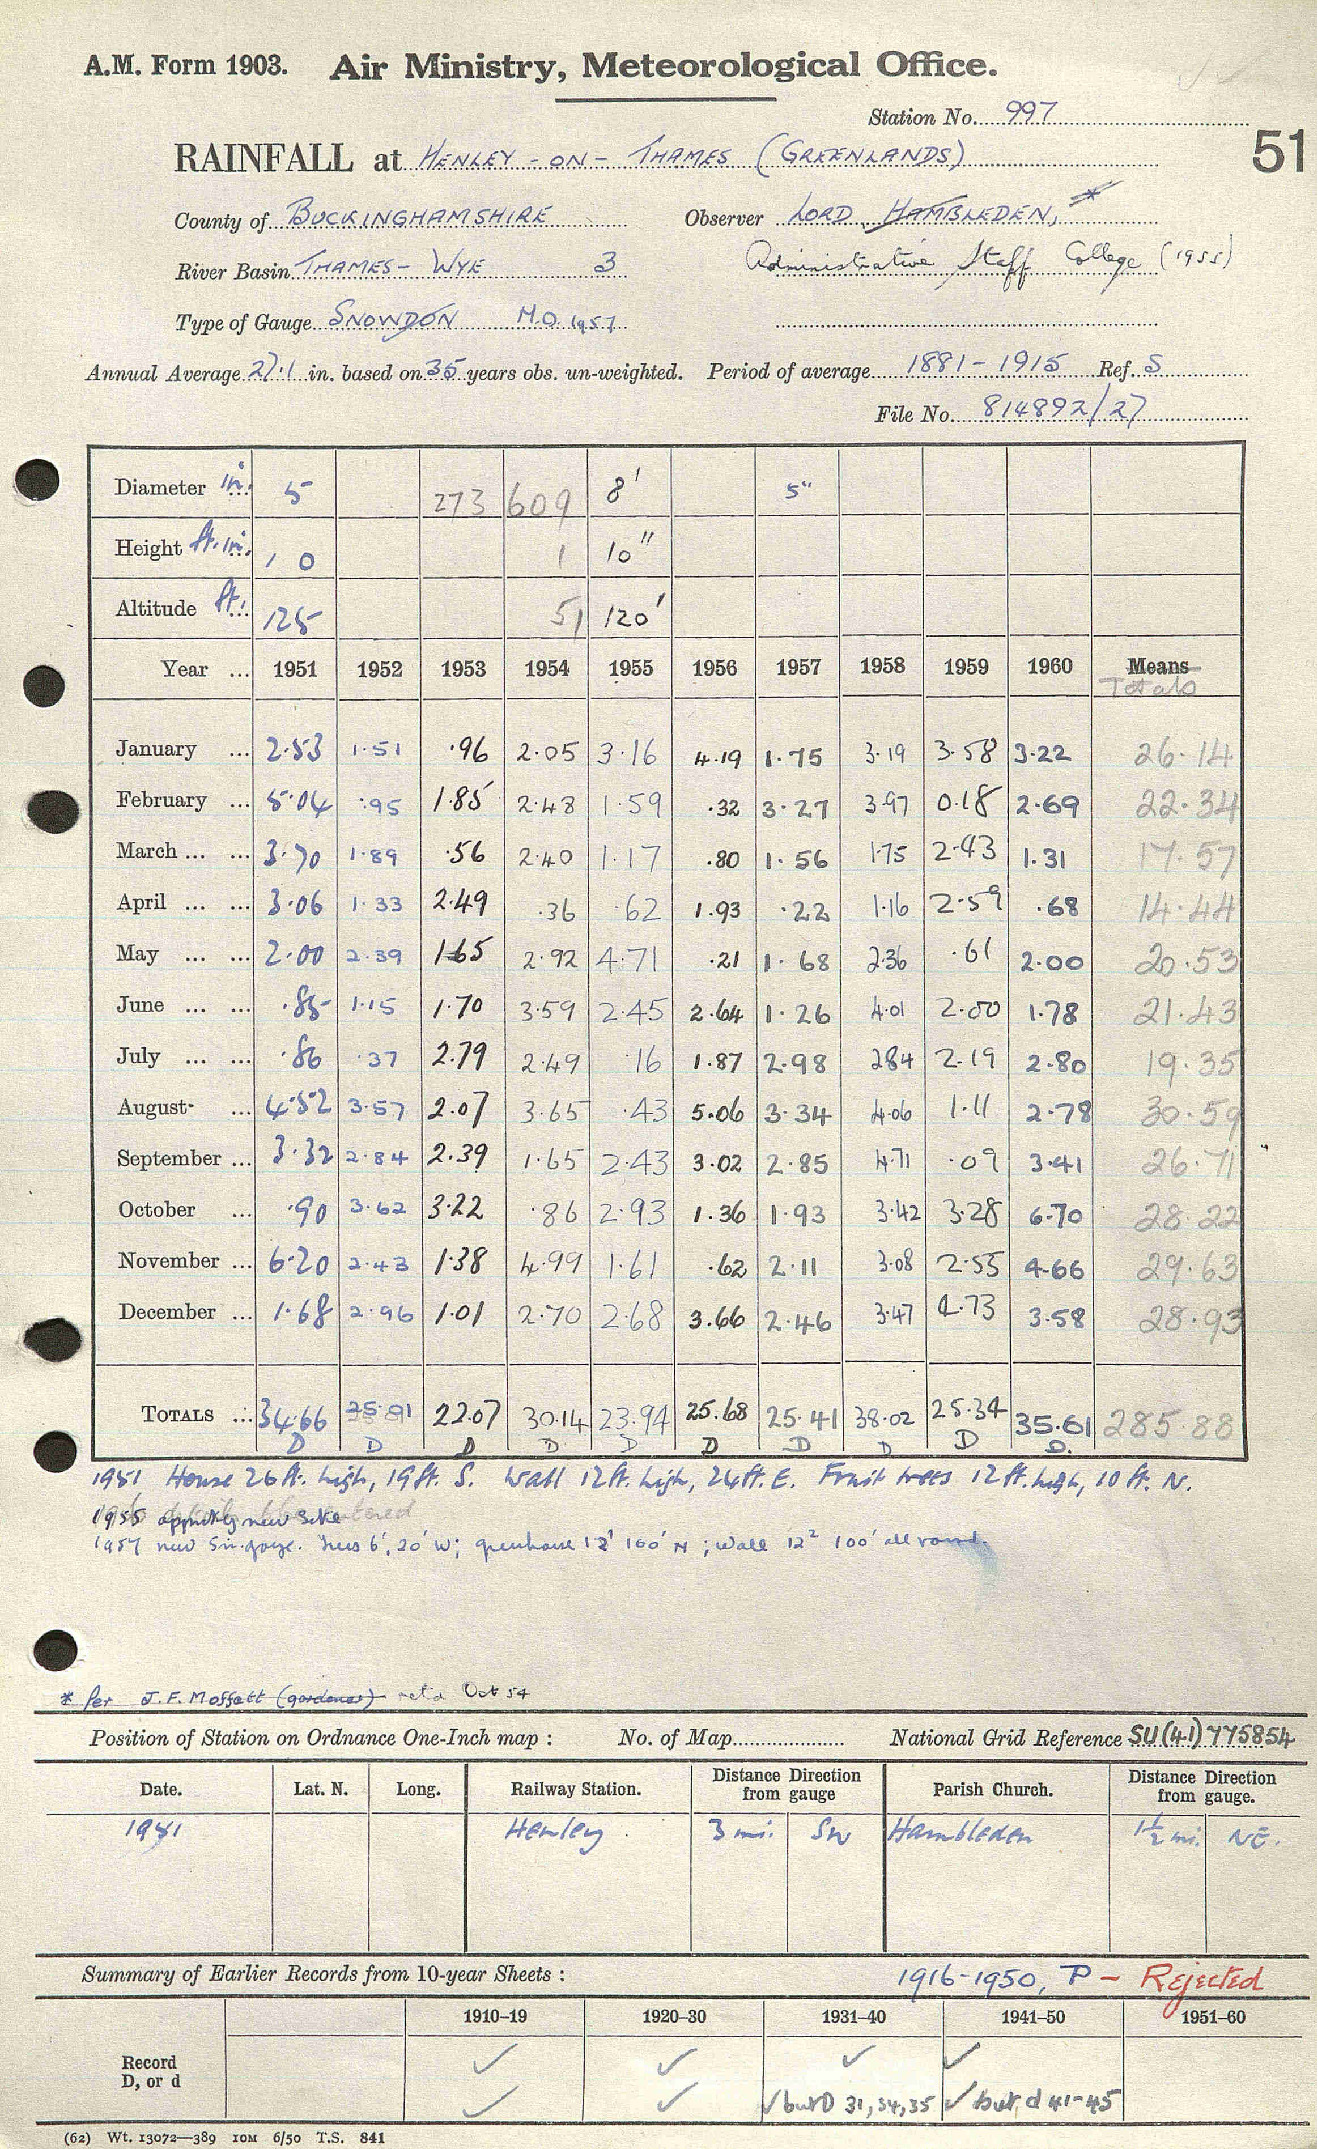 A.M. Form 1903. Air Ministry, Meteorological Office.
Station No. 997
51
RAINFALL at HENLEY-ON-THAMES (GREENLANDS)
County of BUCKINGHAMSHIRE Observer LORD HAMBLEDEN, *
River Basin THAMES-WYE 3 Administrative Staff College (1955)
Type of Gauge SNOWDON M.O. 1957
Annual Average 27.1 in. based on 35 years obs. un-weighted. Period of average 1881-1915 Ref. S
File No. 814892/27
Diameter in. 5 273 609 8' 5"
Height ft. in. 1 0 1 10"
Altitude ft. 125 51 120'
Year ... 1951 1952 1953 1954 1955 1956 1957 1958 1959 1960 Means Totals
January ... 2.53 1.51 .96 2.05 3.16 4.19 1.75 3.19 3.58 3.22 26.14
February ... 5.04 .95 1.85 2.48 1.59 .32 3.27 3.97 0.18 2.69 22.34
March ... ... 3.70 1.89 .56 2.40 1.17 .80 1.56 1.75 2.43 1.31 17.57
April ... ... 3.06 1.33 2.49 .36 .62 1.93 .22 1.16 2.59 .68 14.44
May ... ... 2.00 2.39 1.65 2.92 4.71 .21 1.68 2.36 .61 2.00 20.53
June ... ... .85 1.15 1.70 3.59 2.45 2.64 1.26 4.01 2.00 1.78 21.43
July ... ... .86 .37 2.79 2.49 .16 1.87 2.98 2.84 2.19 2.80 19.35
August ... 4.52 3.57 2.07 3.65 .43 5.06 3.34 4.06 1.11 2.78 30.59
September ... 3.32 2.84 2.39 1.65 2.43 3.02 2.85 4.71 .09 3.41 26.71
October ... .90 3.62 3.22 .86 2.93 1.36 1.93 3.42 3.28 6.70 28.22
November ... 6.20 2.43 1.38 4.99 1.61 .62 2.11 3.08 2.55 4.66 29.63
December ... 1.68 2.96 1.01 2.70 2.68 3.66 2.46 3.47 4.73 3.58 28.93
TOTALS ... 34.66 25.01 22.07 30.14 23.94 25.68 25.41 38.02 25.34 35.61 285.88
D D D D D D D D D D.
1951 House 26ft. high, 19ft. S. Wall 12ft. high, 24ft. E. Fruit trees 12ft. high, 10ft. N.
1955 new site
1957 new Sn. gauge. Trees 6', 20' W; greenhouse 12' 100' N; wall 12' 100' all round.
* Per J.F. Moffatt (gardener) ret'd Oct 54
Position of Station on Ordnance One-Inch map : No. of Map National Grid Reference SU(41)775854
Date. Lat. N. Long. Railway Station. Distance Direction from gauge Parish Church. Distance Direction from gauge.
1951 Henley 3 mi. SW Hambleden 1½ mi. NE.
Summary of Earlier Records from 10-year Sheets : 1916-1950, P - Rejected
1910–19 1920–30 1931–40 1941–50 1951–60
Record ✓ ✓ ✓ ✓
D, or d ✓ ✓ ✓ but D 31, 34, 35 ✓ but d 41-45
(62) Wt. 13072—389 10M 6/50 T.S. 841